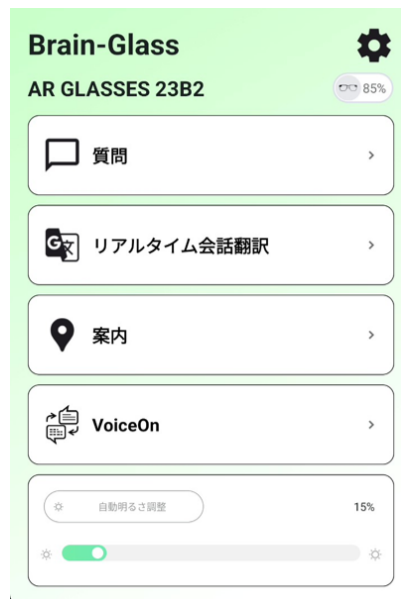 Brain-Glass
AR GLASSES 23B2
85%
質問
リアルタイム会話翻訳
案内
VoiceOn
自動明るさ調整
15%